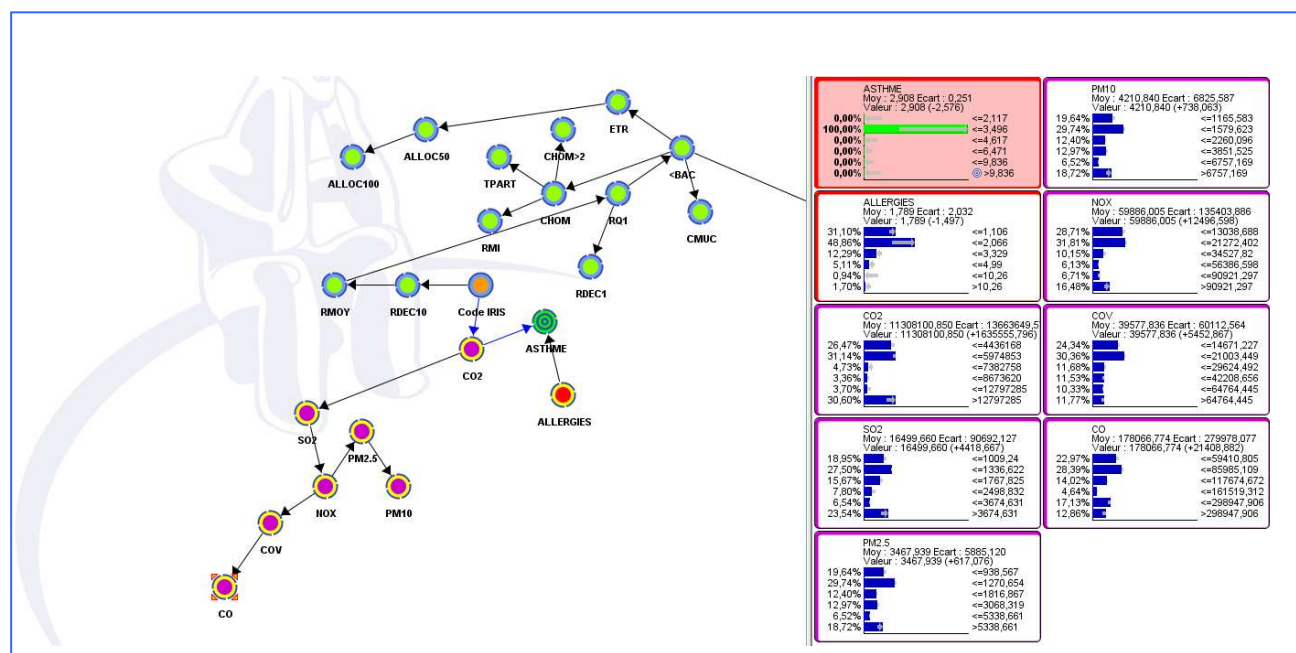 ETR
ALLOC50
CHOM>2
ALLOC100
<BAC
TPART
CHOM
RQ1
RMI
CMUC
RDEC1
RMOY
RDEC10
Code IRIS
ASTHME
CO2
ALLERGIES
SO2
PM2.5
NOX
PM10
COV
CO
ASTHME
Moy : 2,908 Ecart : 0,251
Valeur : 2,908 (-2,576)
0,00% <=2,117
100,00% <=3,496
0,00% <=4,617
0,00% <=6,471
0,00% <=9,836
0,00% >9,836
PM10
Moy : 4210,840 Ecart : 6825,587
Valeur : 4210,840 (+738,063)
19,64% <=1165,583
29,74% <=1579,623
12,40% <=2260,096
12,97% <=3851,525
6,52% <=6757,169
18,72% >6757,169
ALLERGIES
Moy : 1,789 Ecart : 2,032
Valeur : 1,789 (-1,497)
31,10% <=1,106
48,86% <=2,066
12,29% <=3,329
5,11% <=4,99
0,94% <=10,26
1,70% >10,26
NOX
Moy : 59886,005 Ecart : 135403,886
Valeur : 59886,005 (+12496,598)
28,71% <=13038,688
31,81% <=21272,402
10,15% <=34527,82
6,13% <=56386,598
6,71% <=90921,297
16,48% >90921,297
CO2
Moy : 11308100,850 Ecart : 13663649,5
Valeur : 11308100,850 (+1635555,796)
26,47% <=4436168
31,14% <=5974853
4,73% <=7382758
3,36% <=8673620
3,70% <=12797285
30,60% >12797285
COV
Moy : 39577,836 Ecart : 60112,564
Valeur : 39577,836 (+5452,867)
24,34% <=14671,227
30,36% <=21003,449
11,68% <=29624,492
11,53% <=42208,656
10,33% <=64764,445
11,77% >64764,445
SO2
Moy : 16499,660 Ecart : 90692,127
Valeur : 16499,660 (+4418,667)
18,95% <=1009,24
27,50% <=1336,622
15,67% <=1767,825
7,80% <=2498,832
6,54% <=3674,631
23,54% >3674,631
CO
Moy : 178066,774 Ecart : 279978,077
Valeur : 178066,774 (+21408,882)
22,97% <=59410,805
28,39% <=85985,109
14,02% <=117674,672
4,64% <=161519,312
17,13% <=298947,906
12,86% >298947,906
PM2.5
Moy : 3467,939 Ecart : 5885,120
Valeur : 3467,939 (+617,076)
19,64% <=938,567
29,74% <=1270,654
12,40% <=1816,867
12,97% <=3068,319
6,52% <=5338,661
18,72% >5338,661